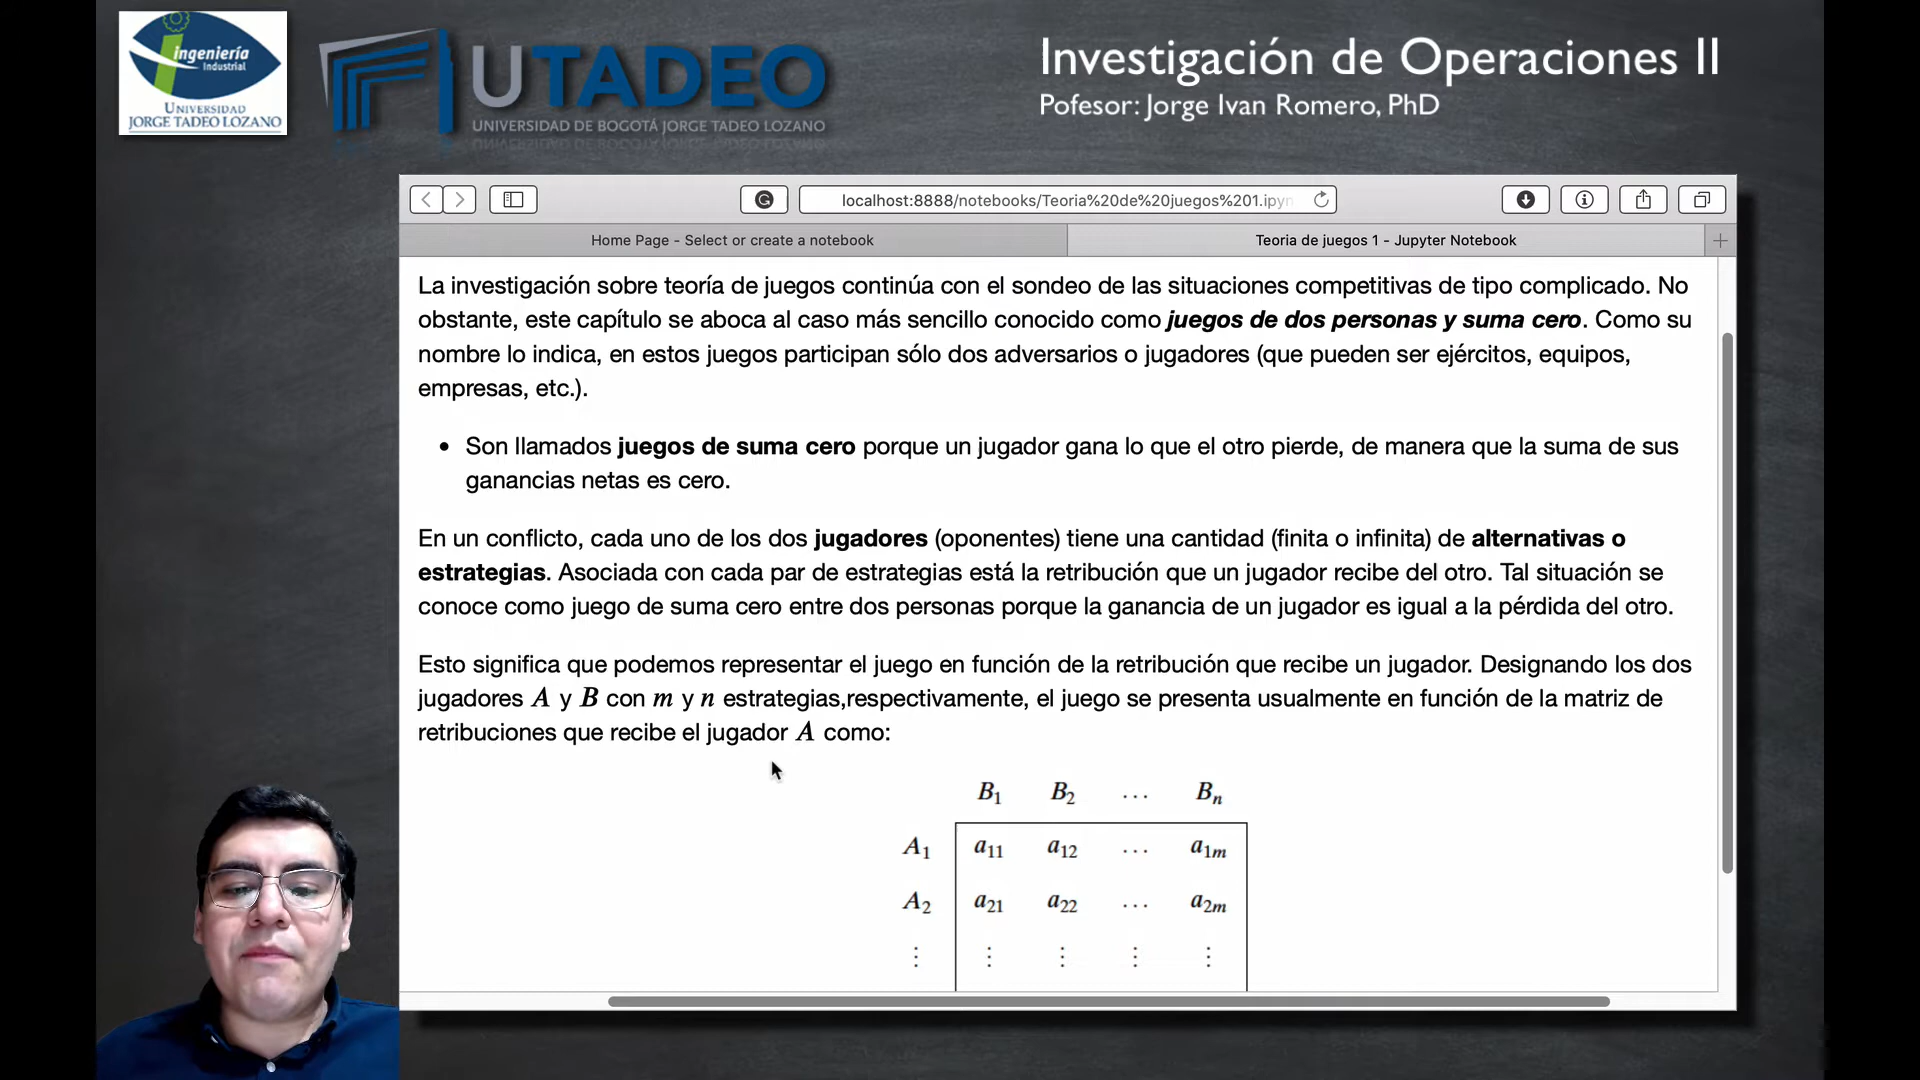 ingeniería
Industrial
UNIVERSIDAD
JORGE TADEO LOZANO
UTADEO
UNIVERSIDAD DE BOGOTÁ JORGE TADEO LOZANO
Investigación de Operaciones II
Pofesor: Jorge Ivan Romero, PhD
localhost:8888/notebooks/Teoria%20de%20juegos%201.ipyn
Home Page - Select or create a notebook
Teoria de juegos 1 - Jupyter Notebook
La investigación sobre teoría de juegos continúa con el sondeo de las situaciones competitivas de tipo complicado. No
obstante, este capítulo se aboca al caso más sencillo conocido como juegos de dos personas y suma cero. Como su
nombre lo indica, en estos juegos participan sólo dos adversarios o jugadores (que pueden ser ejércitos, equipos,
empresas, etc.).
• Son llamados juegos de suma cero porque un jugador gana lo que el otro pierde, de manera que la suma de sus
ganancias netas es cero.
En un conflicto, cada uno de los dos jugadores (oponentes) tiene una cantidad (finita o infinita) de alternativas o
estrategias. Asociada con cada par de estrategias está la retribución que un jugador recibe del otro. Tal situación se
conoce como juego de suma cero entre dos personas porque la ganancia de un jugador es igual a la pérdida del otro.
Esto significa que podemos representar el juego en función de la retribución que recibe un jugador. Designando los dos
jugadores A y B con m y n estrategias,respectivamente, el juego se presenta usualmente en función de la matriz de
retribuciones que recibe el jugador A como:
B1 B2 ... Bn
A1 a11 a12 ... a1m
A2 a21 a22 ... a2m
⋮ ⋮ ⋮ ⋮ ⋮